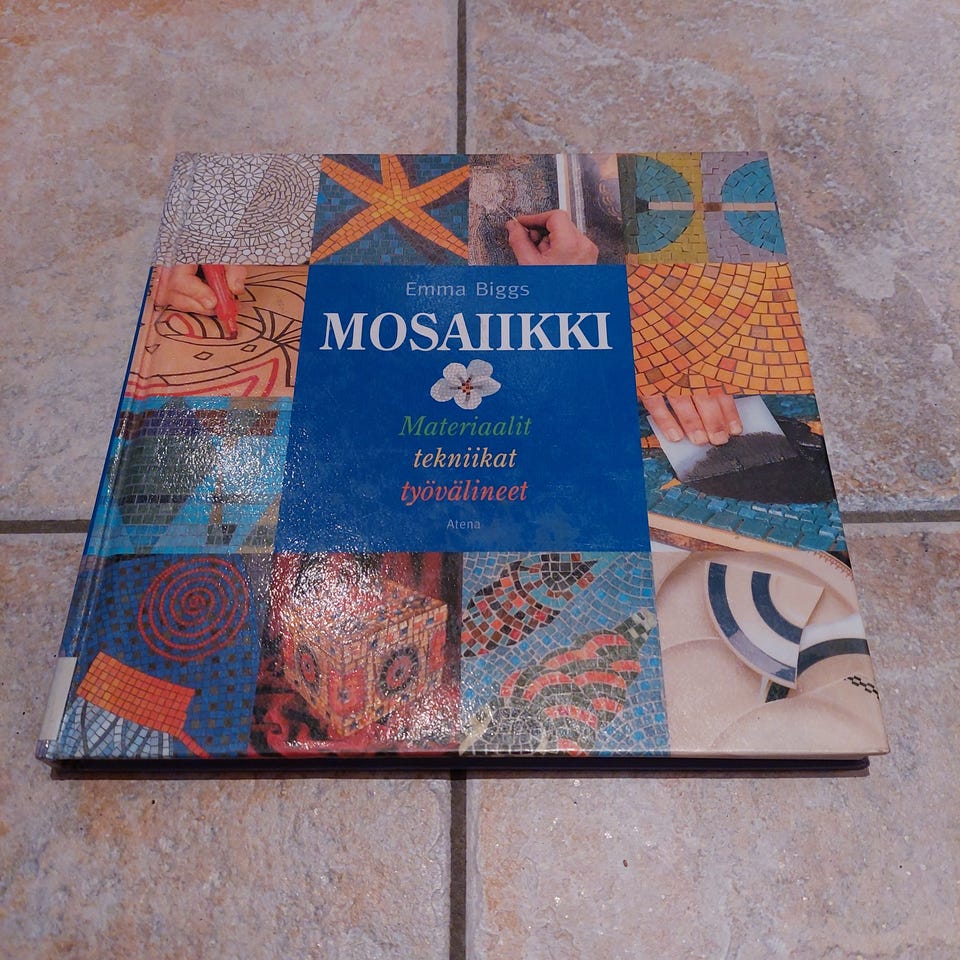 Emma Biggs
MOSAIIKKI
Materiaalit
tekniikat
työvälineet
Atena